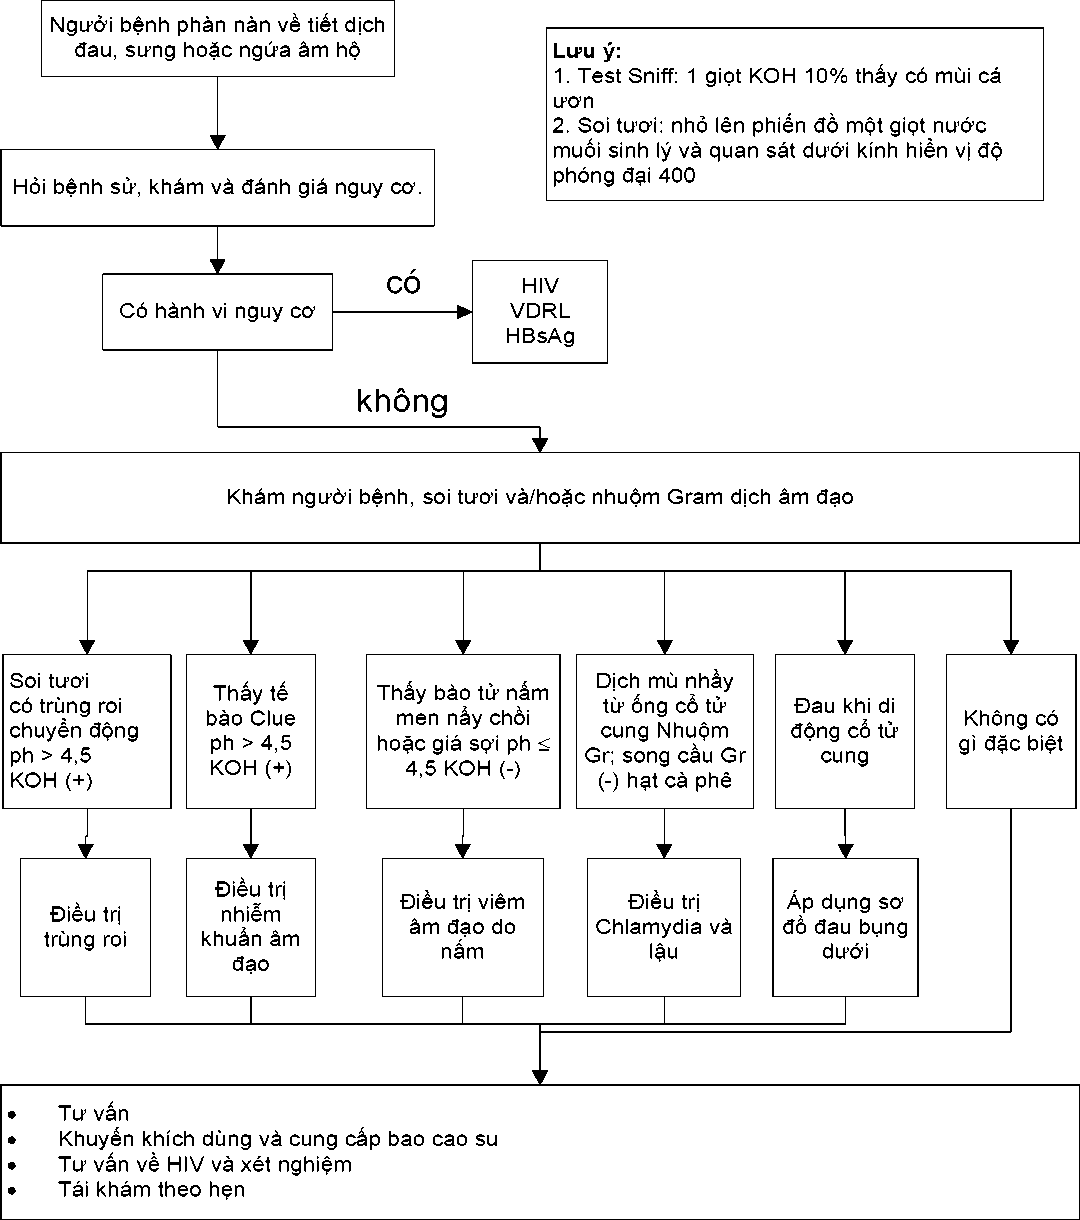 Người bệnh phàn nàn về tiết dịch
đau, sưng hoặc ngứa âm hộ
Lưu ý:
1. Test Sniff: 1 giọt KOH 10% thấy có mùi cá
ươn
2. Soi tươi: nhỏ lên phiến đồ một giọt nước
muối sinh lý và quan sát dưới kính hiển vị độ
phóng đại 400
Hỏi bệnh sử, khám và đánh giá nguy cơ.
Có hành vi nguy cơ
có
HIV
VDRL
HBsAg
không
Khám người bệnh, soi tươi và/hoặc nhuộm Gram dịch âm đạo
Soi tươi
có trùng roi
chuyển động
ph > 4,5
KOH (+)
Thấy tế
bào Clue
ph > 4,5
KOH (+)
Thấy bào tử nấm
men nẩy chồi
hoặc giá sợi ph ≤
4,5 KOH (-)
Dịch mủ nhầy
từ ống cổ tử
cung Nhuộm
Gr; song cầu Gr
(-) hạt cà phê
Đau khi di
động cổ tử
cung
Không có
gì đặc biệt
Điều trị
trùng roi
Điều trị
nhiễm
khuẩn âm
đạo
Điều trị viêm
âm đạo do
nấm
Điều trị
Chlamydia và
lậu
Áp dụng sơ
đồ đau bụng
dưới
• Tư vấn
• Khuyến khích dùng và cung cấp bao cao su
• Tư vấn về HIV và xét nghiệm
• Tái khám theo hẹn